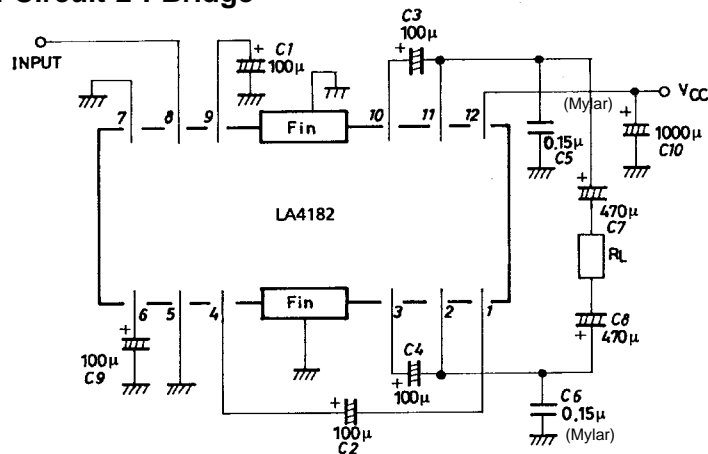 Circuit 2 : Bridge
INPUT
+ C1
100μ
C3
+ 100μ
VCC
7 8 9 Fin 10 11 12
(Mylar)
0.15μ
C5
+
1000μ
C10
+
470μ
C7
LA4182
RL
6 5 4 Fin 3 2 1
+
100μ
C9
C4
+
100μ
C8
470μ
+
+
100μ
C2
C6
0.15μ
(Mylar)